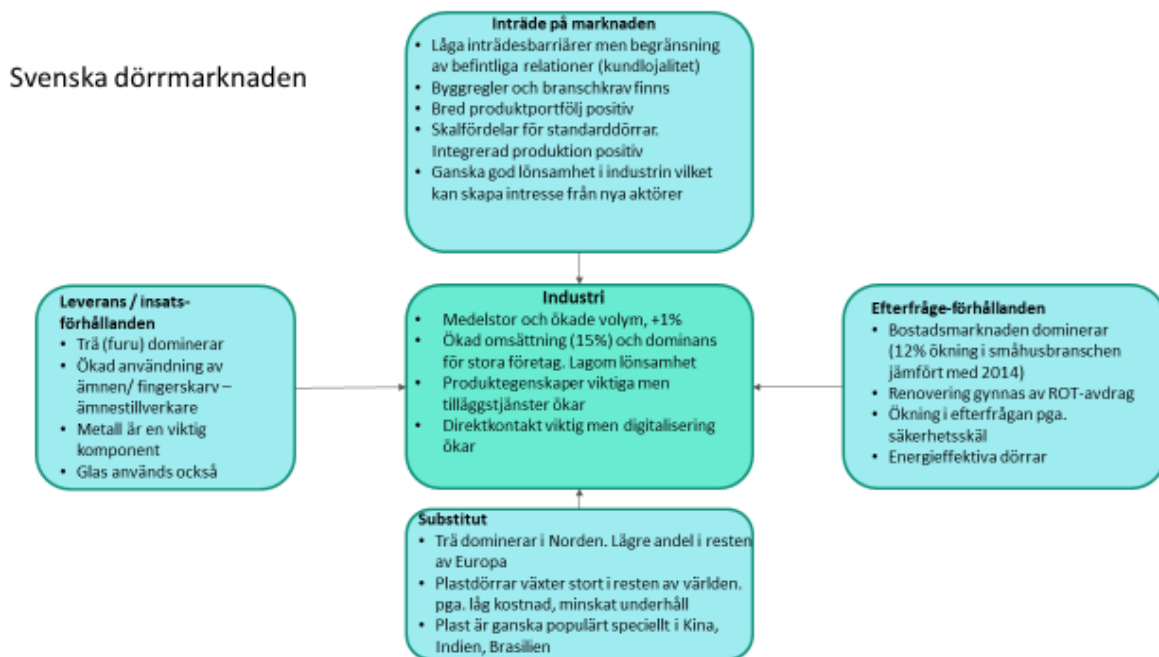 Svenska dörrmarknaden
Inträde på marknaden
• Låga inträdesbarriärer men begränsning
av befintliga relationer (kundlojalitet)
• Byggregler och branschkrav finns
• Bred produktportfölj positiv
• Skalfördelar för standarddörrar.
Integrerad produktion positiv
• Ganska god lönsamhet i industrin vilket
kan skapa intresse från nya aktörer
Leverans / insats-
förhållanden
• Trä (furu) dominerar
• Ökad användning av
ämnen/ fingerskarv –
ämnestillverkare
• Metall är en viktig
komponent
• Glas används också
Industri
• Medelstor och ökade volym, +1%
• Ökad omsättning (15%) och dominans
för stora företag. Lagom lönsamhet
• Produktegenskaper viktiga men
tilläggstjänster ökar
• Direktkontakt viktig men digitalisering
ökar
Efterfråge-förhållanden
• Bostadsmarknaden dominerar
(12% ökning i småhusbranschen
jämfört med 2014)
• Renovering gynnas av ROT-avdrag
• Ökning i efterfrågan pga.
säkerhetsskäl
• Energieffektiva dörrar
Substitut
• Trä dominerar i Norden. Lägre andel i resten
av Europa
• Plastdörrar växter stort i resten av världen.
pga. låg kostnad, minskat underhåll
• Plast är ganska populärt speciellt i Kina,
Indien, Brasilien